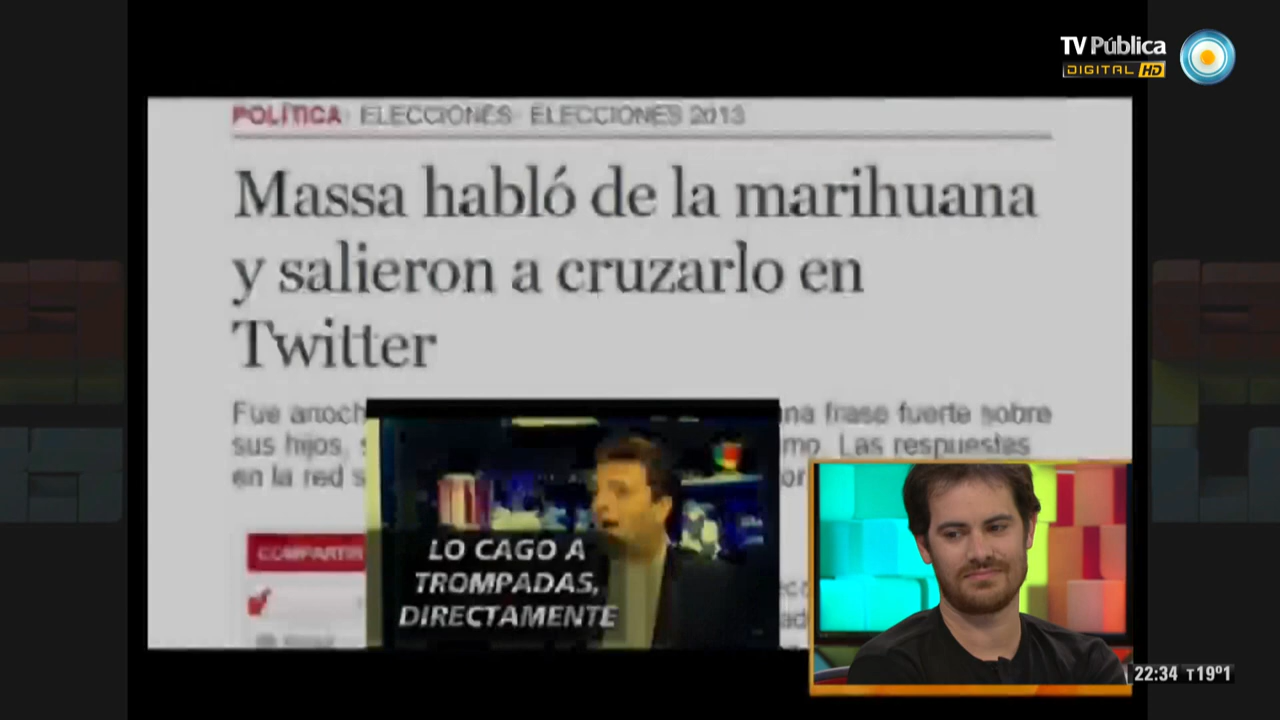 TV Pública
DIGITAL HD
POLÍTICA ELECCIONES ELECCIONES 2013
Massa habló de la marihuana
y salieron a cruzarlo en
Twitter
Fue anoch na frase fuerte sobre
sus hijos, mo. Las respuestas
en la red s
COMPARTIR
LO CAGO A
TROMPADAS,
DIRECTAMENTE
22:34 T19º1